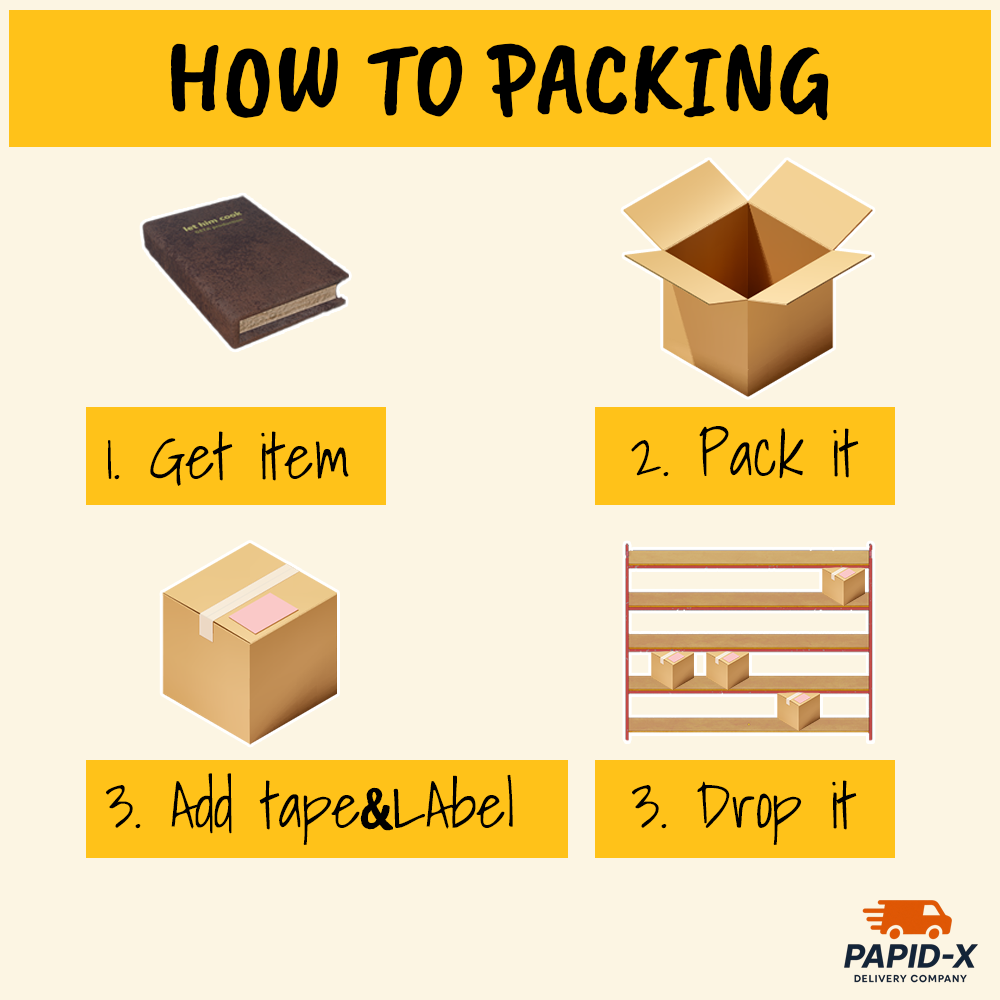 HOW TO PACKING
let him cook
1. Get item
2. Pack it
3. Add tape&LAbel
3. Drop it
PAPID-X
DELIVERY COMPANY